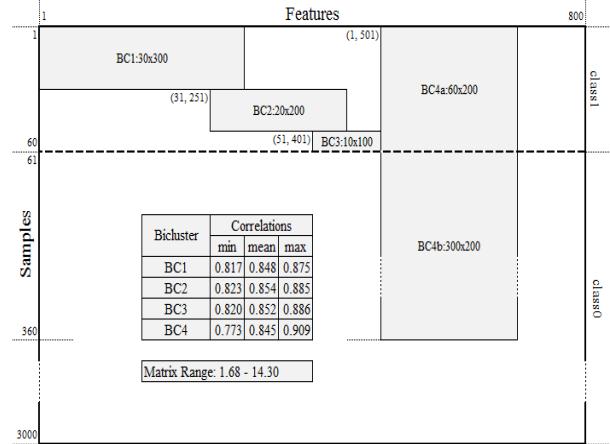 1
Features
800
1
(1, 501)
BC1:30x300
BC4a:60x200
class1
(31, 251)
BC2:20x200
(51, 401)
BC3:10x100
60
61
Samples
Bicluster
Correlations
min mean max
BC1 0.817 0.848 0.875
BC2 0.823 0.854 0.885
BC3 0.820 0.852 0.886
BC4 0.773 0.845 0.909
BC4b:300x200
class0
360
Matrix Range: 1.68 - 14.30
3000